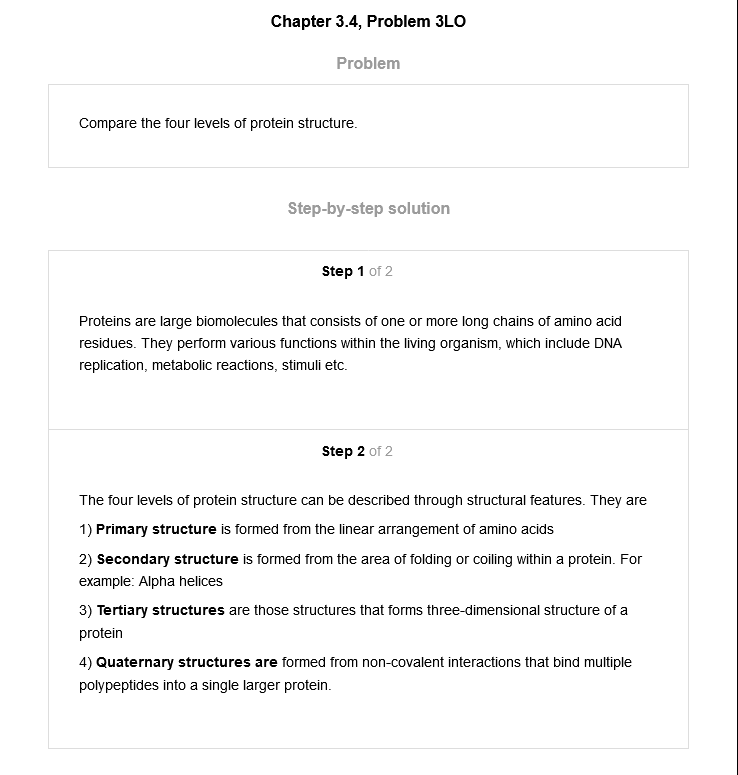 Chapter 3.4, Problem 3LO
Problem
Compare the four levels of protein structure.
Step-by-step solution
Step 1 of 2
Proteins are large biomolecules that consists of one or more long chains of amino acid
residues. They perform various functions within the living organism, which include DNA
replication, metabolic reactions, stimuli etc.
Step 2 of 2
The four levels of protein structure can be described through structural features. They are
1) Primary structure is formed from the linear arrangement of amino acids
2) Secondary structure is formed from the area of folding or coiling within a protein. For
example: Alpha helices
3) Tertiary structures are those structures that forms three-dimensional structure of a
protein
4) Quaternary structures are formed from non-covalent interactions that bind multiple
polypeptides into a single larger protein.